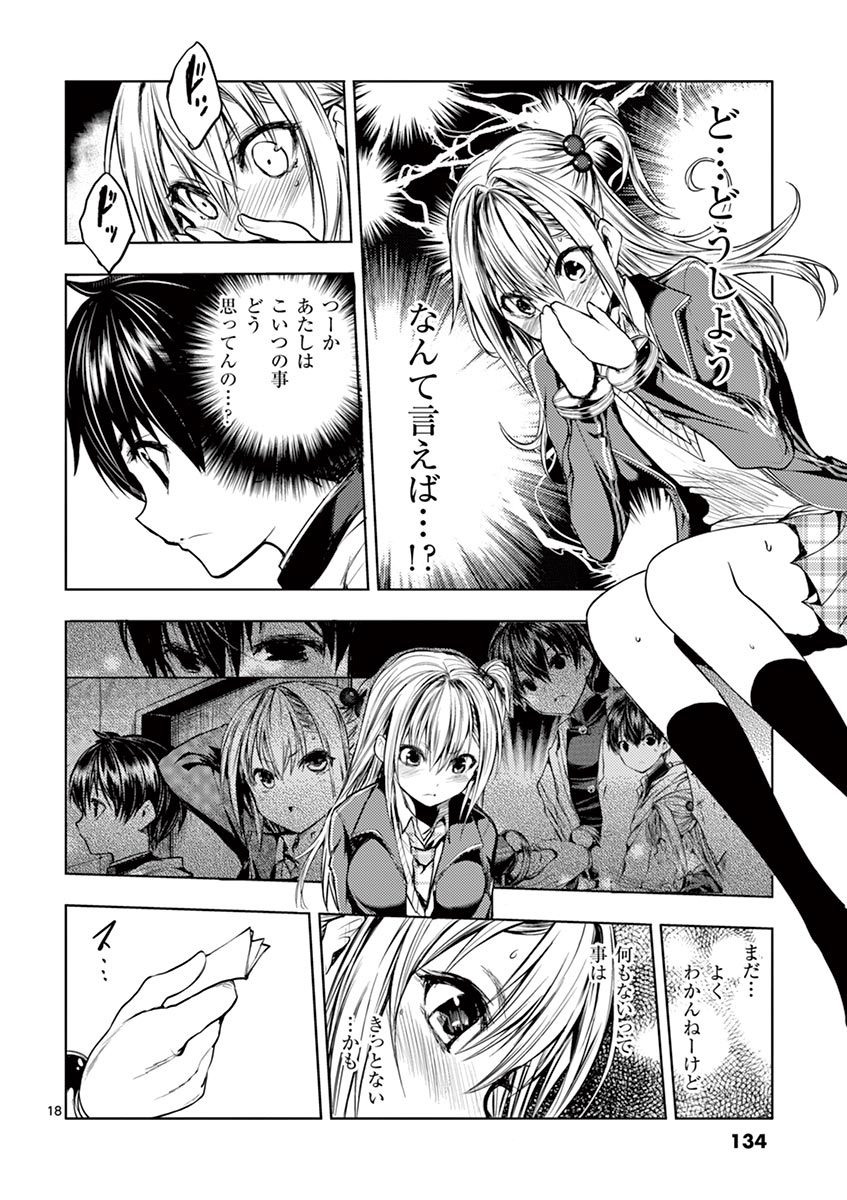 ど…どうしよう
なんて言えば…!?
ドッ
ドッ
つーか
あたしは
こいつの事
どう
思ってんの…?
まだ…
よく
わかんねーけど
何もないって
事は
きっとない
…かも
ス…
18
134